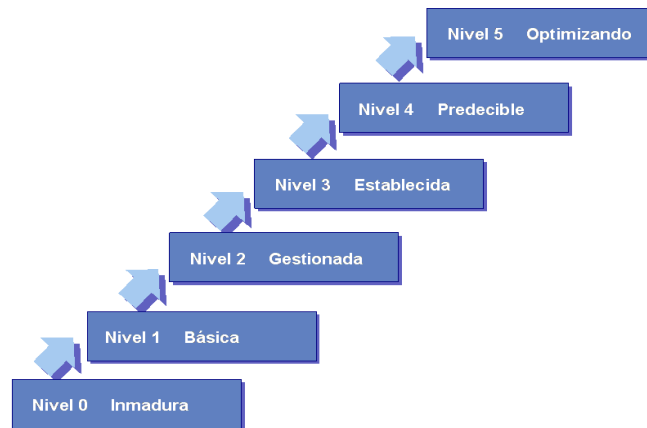 Nivel 5 Optimizando
Nivel 4 Predecible
Nivel 3 Establecida
Nivel 2 Gestionada
Nivel 1 Básica
Nivel 0 Inmadura